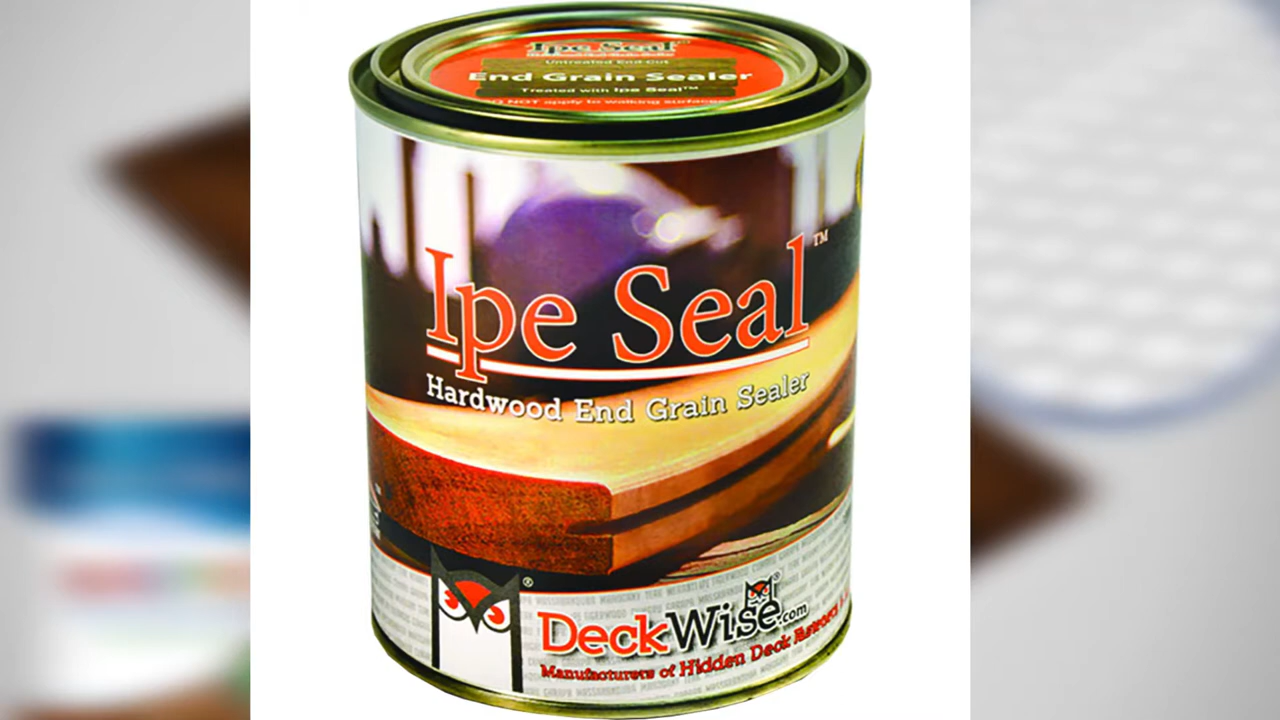 Ipe Seal
Untreated End Cut
End Grain Sealer
Treated with Ipe Seal™
DO NOT apply to walking surfaces
Ipe Seal™
Hardwood End Grain Sealer
®
DeckWise®.com
Manufacturers of Hidden Deck